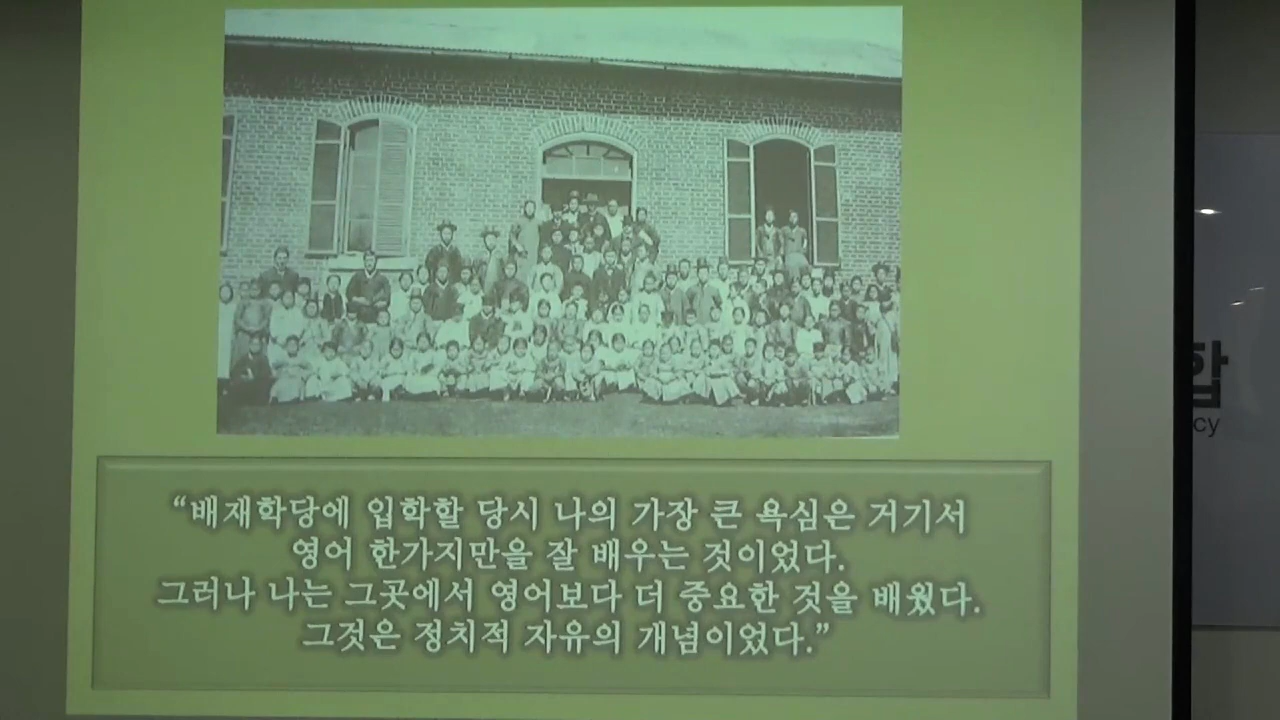 “배재학당에 입학할 당시 나의 가장 큰 욕심은 거기서
영어 한가지만을 잘 배우는 것이었다.
그러나 나는 그곳에서 영어보다 더 중요한 것을 배웠다.
그것은 정치적 자유의 개념이었다.”
합
cy